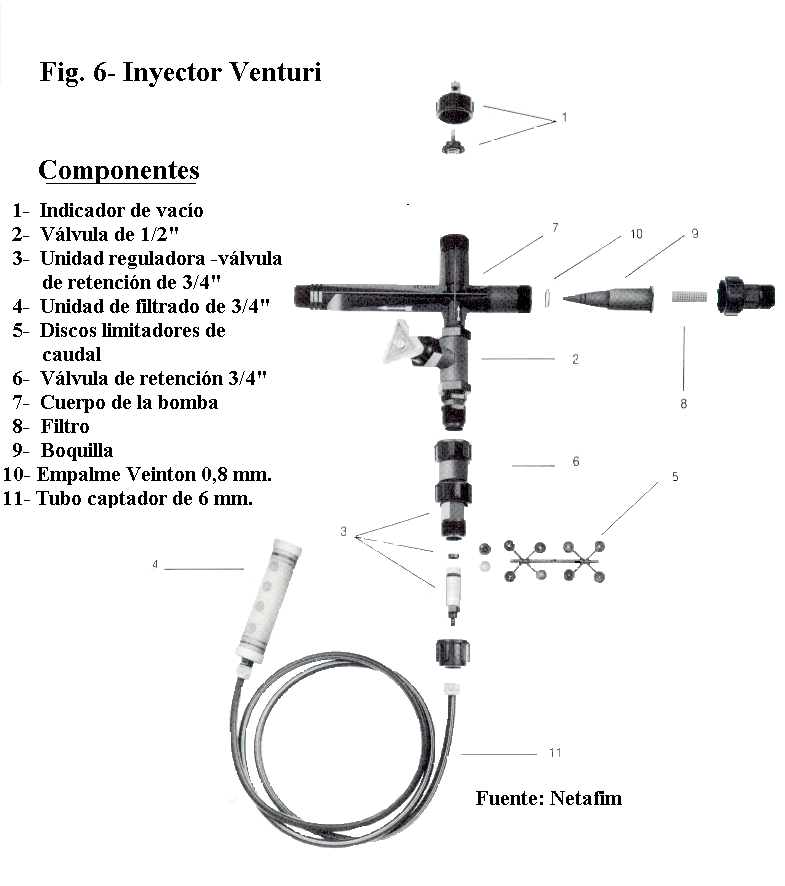 Fig. 6- Inyector Venturi
Componentes
1- Indicador de vacío
2- Válvula de 1/2"
3- Unidad reguladora -válvula
de retención de 3/4"
4- Unidad de filtrado de 3/4"
5- Discos limitadores de
caudal
6- Válvula de retención 3/4"
7- Cuerpo de la bomba
8- Filtro
9- Boquilla
10- Empalme Veinton 0,8 mm.
11- Tubo captador de 6 mm.
1
7
10
9
NETAFIM
2
8
6
5
3
4
11
Fuente: Netafim